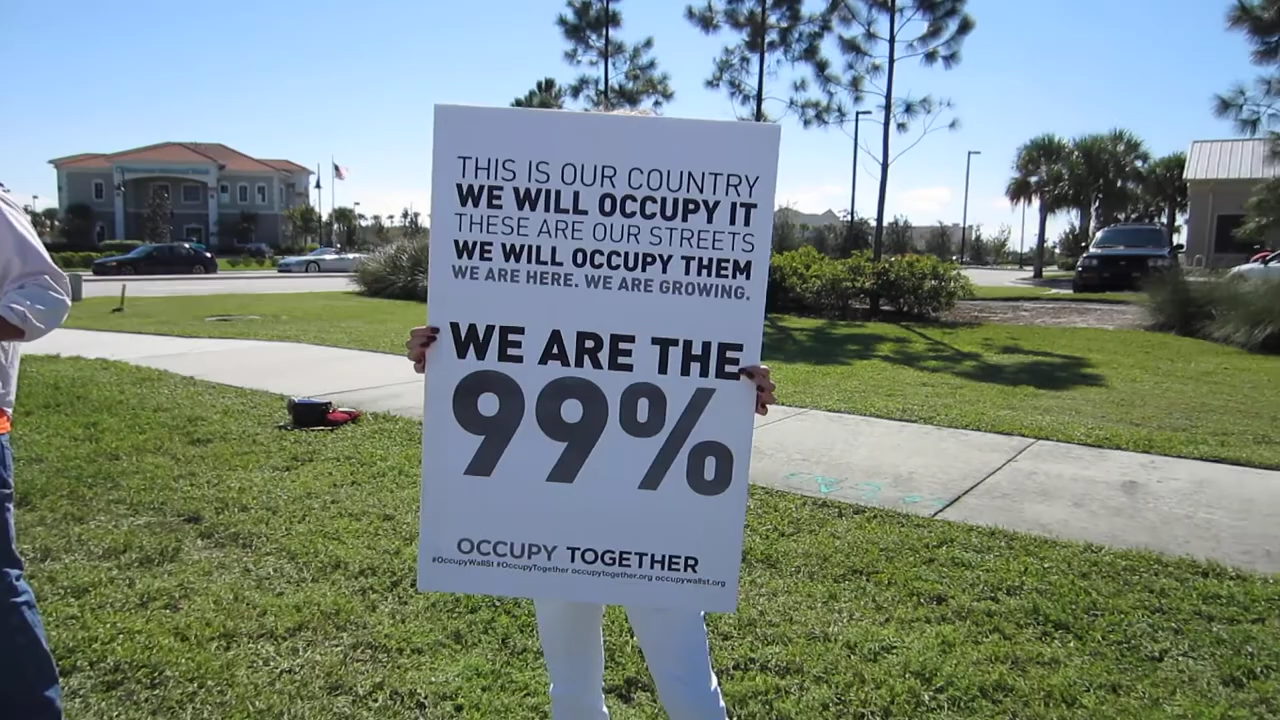 THIS IS OUR COUNTRY
WE WILL OCCUPY IT
THESE ARE OUR STREETS
WE WILL OCCUPY THEM
WE ARE HERE. WE ARE GROWING.
WE ARE THE
99%
OCCUPY TOGETHER
#OccupyWallSt #OccupyTogether occupytogether.org occupywallst.org